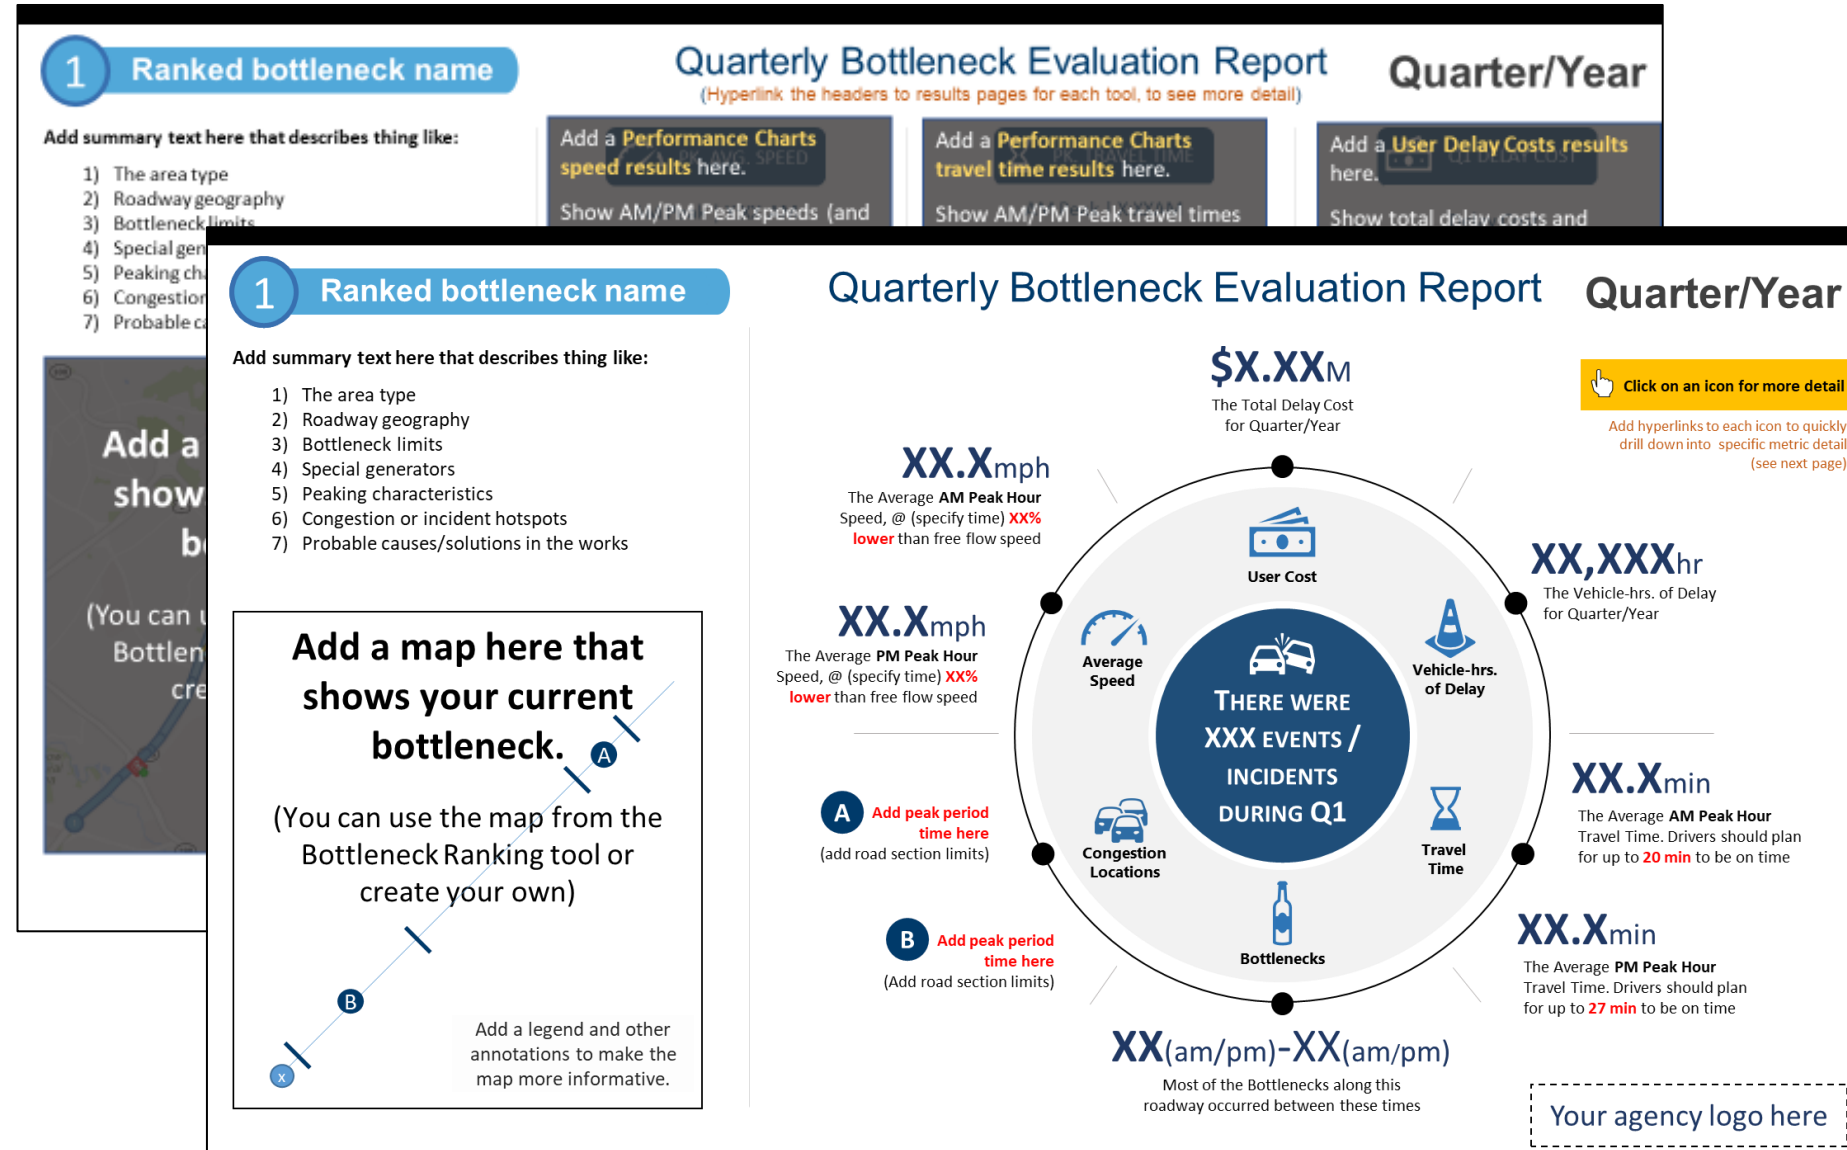 1
Ranked bottleneck name
Quarterly Bottleneck Evaluation Report
(Hyperlink the headers to results pages for each tool, to see more detail)
Quarter/Year
Add summary text here that describes thing like:
1) The area type
2) Roadway geography
3) Bottleneck limits
4) Special gen
5) Peaking ch
6) Congestion
7) Probable ca
Add a Performance Charts
speed results here.
Show AM/PM Peak speeds (and
Add a Performance Charts
travel time results here.
Show AM/PM Peak travel times
Add a User Delay Costs results
here.
Show total delay costs and
Add a
show
b
(You can u
Bottlen
cre
1
Ranked bottleneck name
Quarterly Bottleneck Evaluation Report
Quarter/Year
Add summary text here that describes thing like:
1) The area type
2) Roadway geography
3) Bottleneck limits
4) Special generators
5) Peaking characteristics
6) Congestion or incident hotspots
7) Probable causes/solutions in the works
Add a map here that
shows your current
bottleneck.
(You can use the map from the
Bottleneck Ranking tool or
create your own)
A
B
x
Add a legend and other
annotations to make the
map more informative.
$X.XXM
The Total Delay Cost
for Quarter/Year
Click on an icon for more detail
Add hyperlinks to each icon to quickly
drill down into specific metric detail
(see next page)
XX.Xmph
The Average AM Peak Hour
Speed, @ (specify time) XX%
lower than free flow speed
XX.Xmph
The Average PM Peak Hour
Speed, @ (specify time) XX%
lower than free flow speed
A
Add peak period
time here
(add road section limits)
B
Add peak period
time here
(Add road section limits)
User Cost
Average
Speed
Vehicle-hrs.
of Delay
THERE WERE
XXX EVENTS /
INCIDENTS
DURING Q1
Congestion
Locations
Travel
Time
Bottlenecks
XX,XXXhr
The Vehicle-hrs. of Delay
for Quarter/Year
XX.Xmin
The Average AM Peak Hour
Travel Time. Drivers should plan
for up to 20 min to be on time
XX.Xmin
The Average PM Peak Hour
Travel Time. Drivers should plan
for up to 27 min to be on time
XX(am/pm)-XX(am/pm)
Most of the Bottlenecks along this
roadway occurred between these times
Your agency logo here